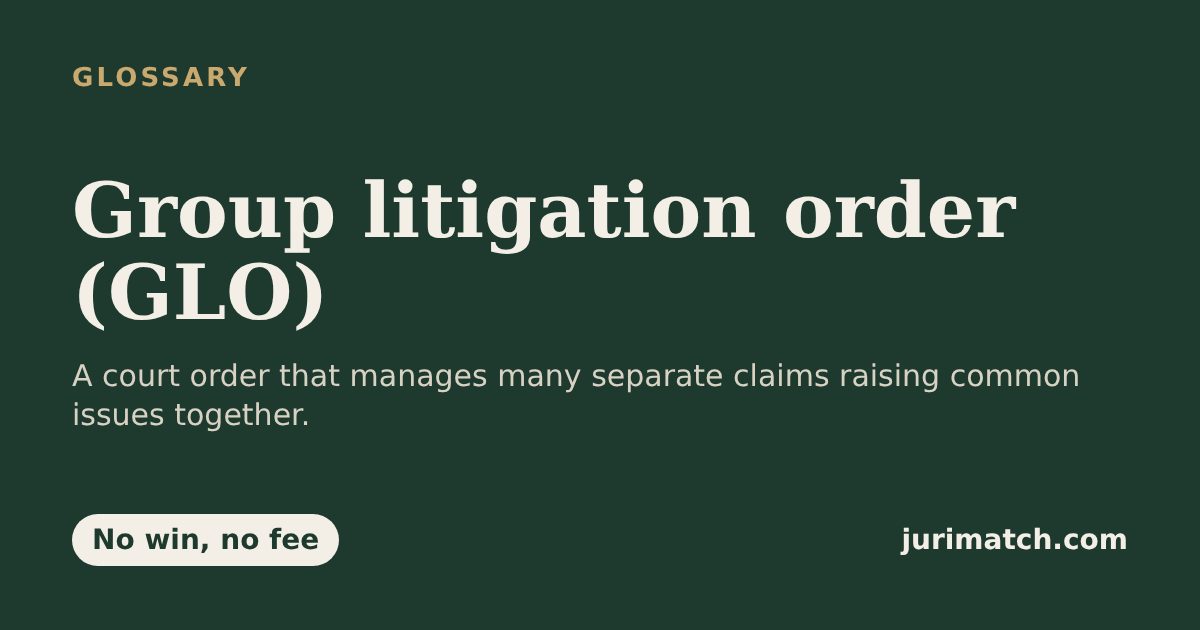 GLOSSARY
Group litigation order
(GLO)
A court order that manages many separate claims raising common
issues together.
No win, no fee
jurimatch.com